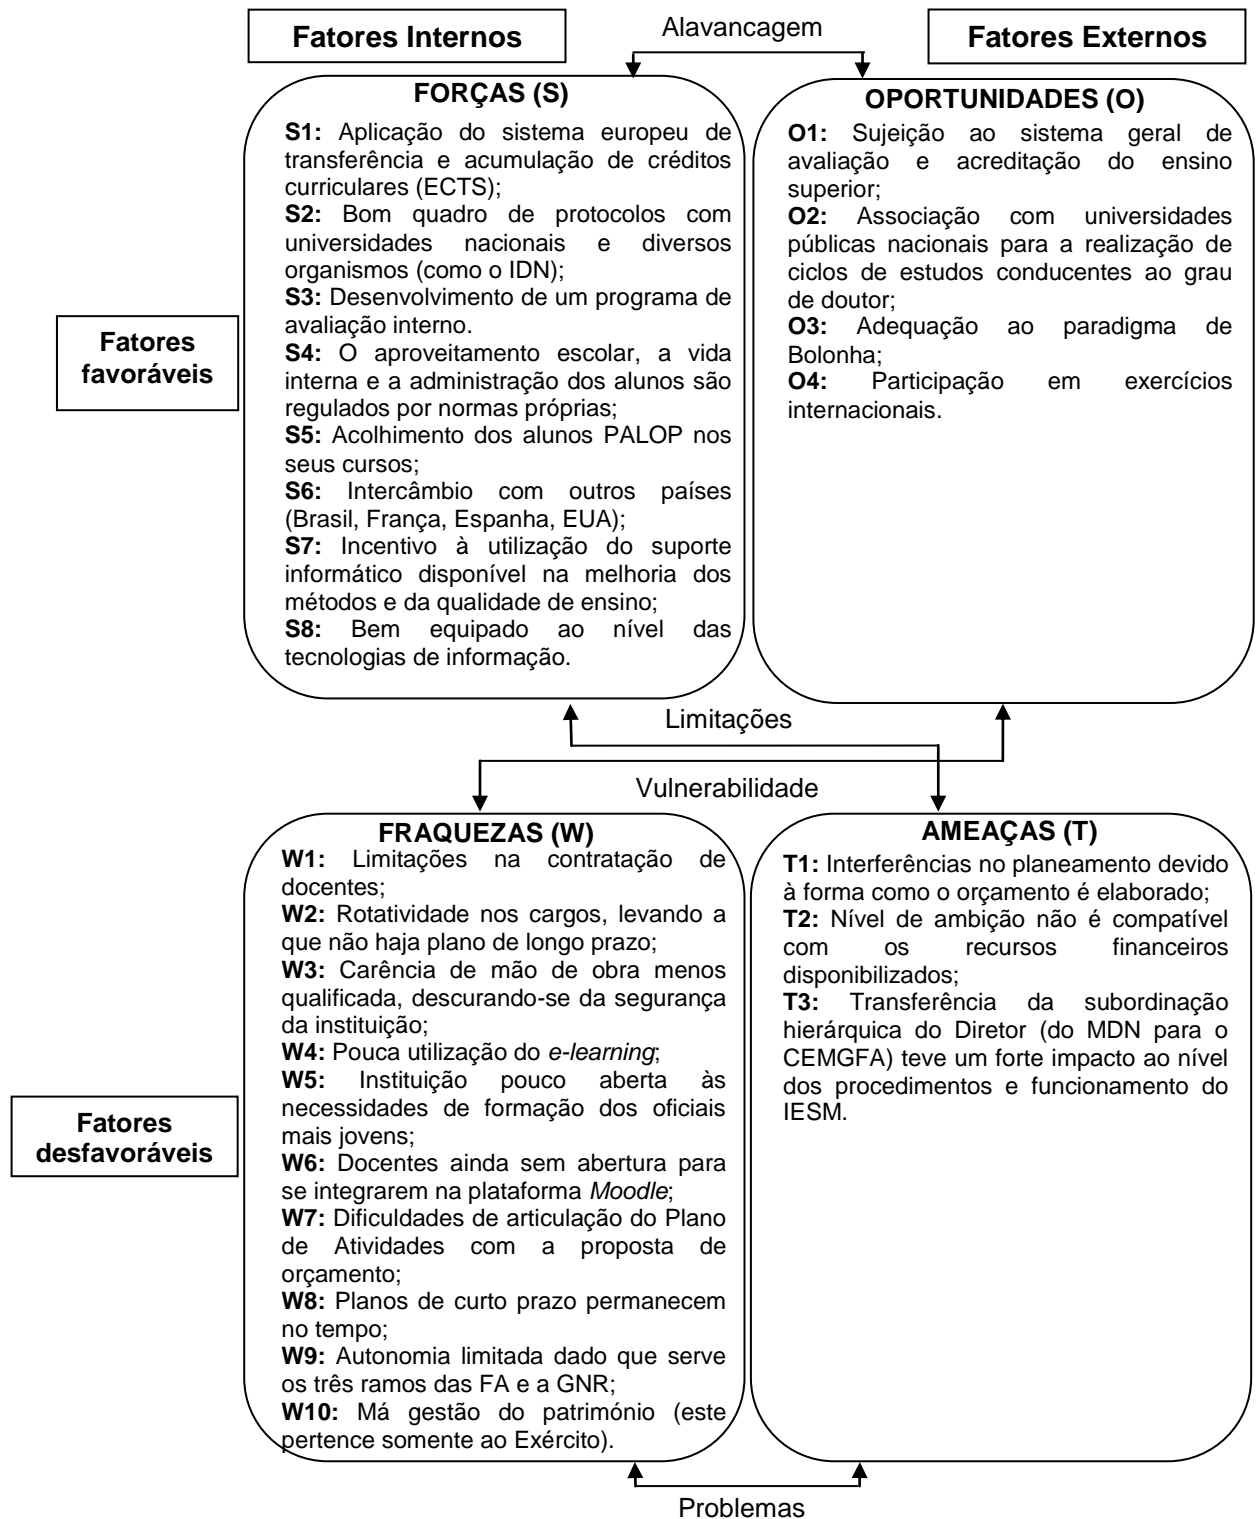 Fatores Internos
Alavancagem
Fatores Externos
FORÇAS (S)
S1: Aplicação do sistema europeu de
transferência e acumulação de créditos
curriculares (ECTS);
S2: Bom quadro de protocolos com
universidades nacionais e diversos
organismos (como o IDN);
S3: Desenvolvimento de um programa de
avaliação interno.
S4: O aproveitamento escolar, a vida
interna e a administração dos alunos são
regulados por normas próprias;
S5: Acolhimento dos alunos PALOP nos
seus cursos;
S6: Intercâmbio com outros países
(Brasil, França, Espanha, EUA);
S7: Incentivo à utilização do suporte
informático disponível na melhoria dos
métodos e da qualidade de ensino;
S8: Bem equipado ao nível das
tecnologias de informação.
OPORTUNIDADES (O)
O1: Sujeição ao sistema geral de
avaliação e acreditação do ensino
superior;
O2: Associação com universidades
públicas nacionais para a realização de
ciclos de estudos conducentes ao grau
de doutor;
O3: Adequação ao paradigma de
Bolonha;
O4: Participação em exercícios
internacionais.
Fatores
favoráveis
Limitações
Vulnerabilidade
FRAQUEZAS (W)
W1: Limitações na contratação de
docentes;
W2: Rotatividade nos cargos, levando a
que não haja plano de longo prazo;
W3: Carência de mão de obra menos
qualificada, descurando-se da segurança
da instituição;
W4: Pouca utilização do e-learning;
W5: Instituição pouco aberta às
necessidades de formação dos oficiais
mais jovens;
W6: Docentes ainda sem abertura para
se integrarem na plataforma Moodle;
W7: Dificuldades de articulação do Plano
de Atividades com a proposta de
orçamento;
W8: Planos de curto prazo permanecem
no tempo;
W9: Autonomia limitada dado que serve
os três ramos das FA e a GNR;
W10: Má gestão do património (este
pertence somente ao Exército).
AMEAÇAS (T)
T1: Interferências no planeamento devido
à forma como o orçamento é elaborado;
T2: Nível de ambição não é compatível
com os recursos financeiros
disponibilizados;
T3: Transferência da subordinação
hierárquica do Diretor (do MDN para o
CEMGFA) teve um forte impacto ao nível
dos procedimentos e funcionamento do
IESM.
Fatores
desfavoráveis
Problemas